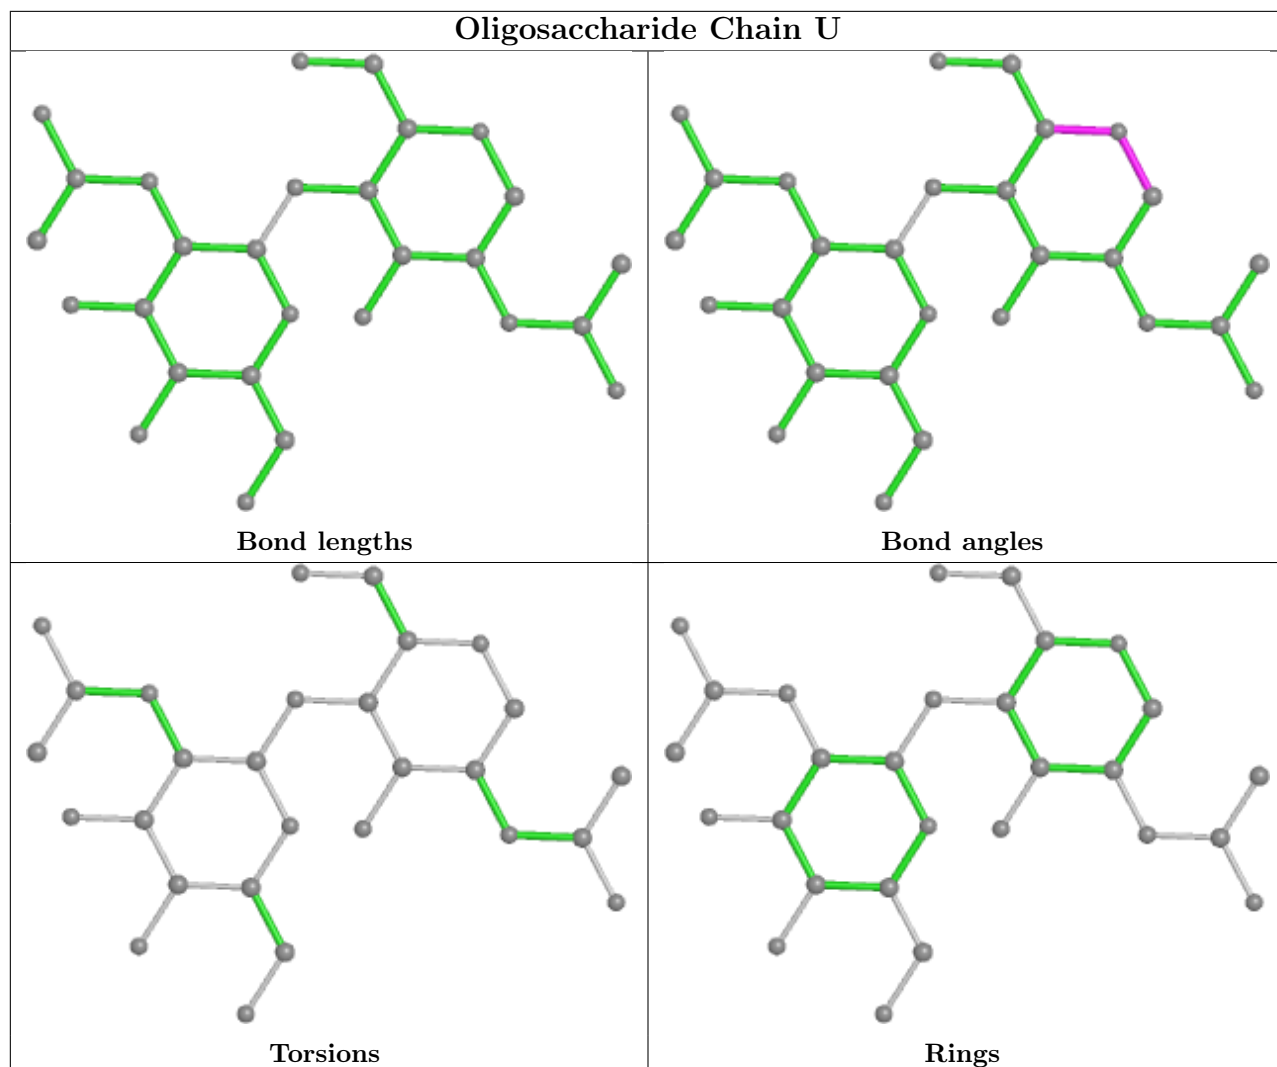 Oligosaccharide Chain U
Bond lengths
Bond angles
Torsions
Rings